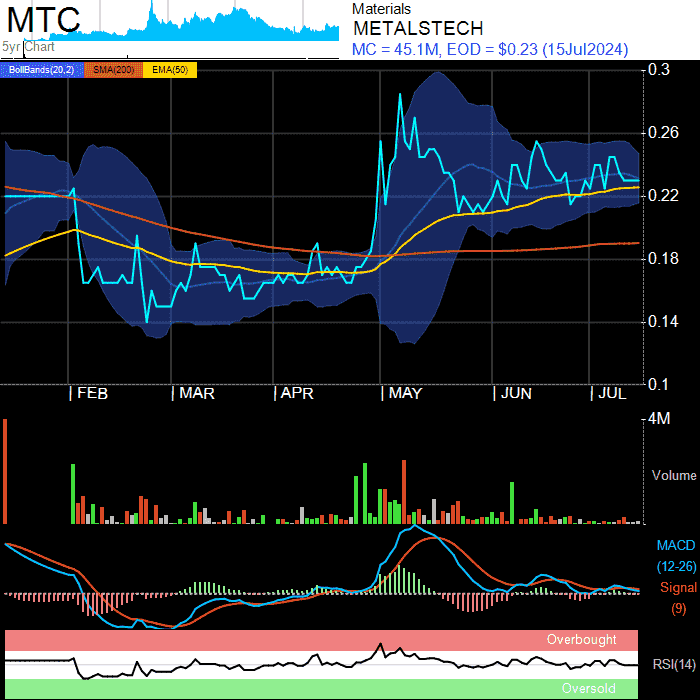 MTC
5yr Chart
Materials
METALSTECH
MC = 45.1M, EOD = $0.23 (15Jul2024)
BollBands(20,2) SMA(200) EMA(50)
0.3
0.26
0.22
0.18
0.14
0.1
| FEB | MAR | APR | MAY | JUN | JUL
4M
Volume
MACD
(12-26)
Signal
(9)
Overbought
RSI(14)
Oversold